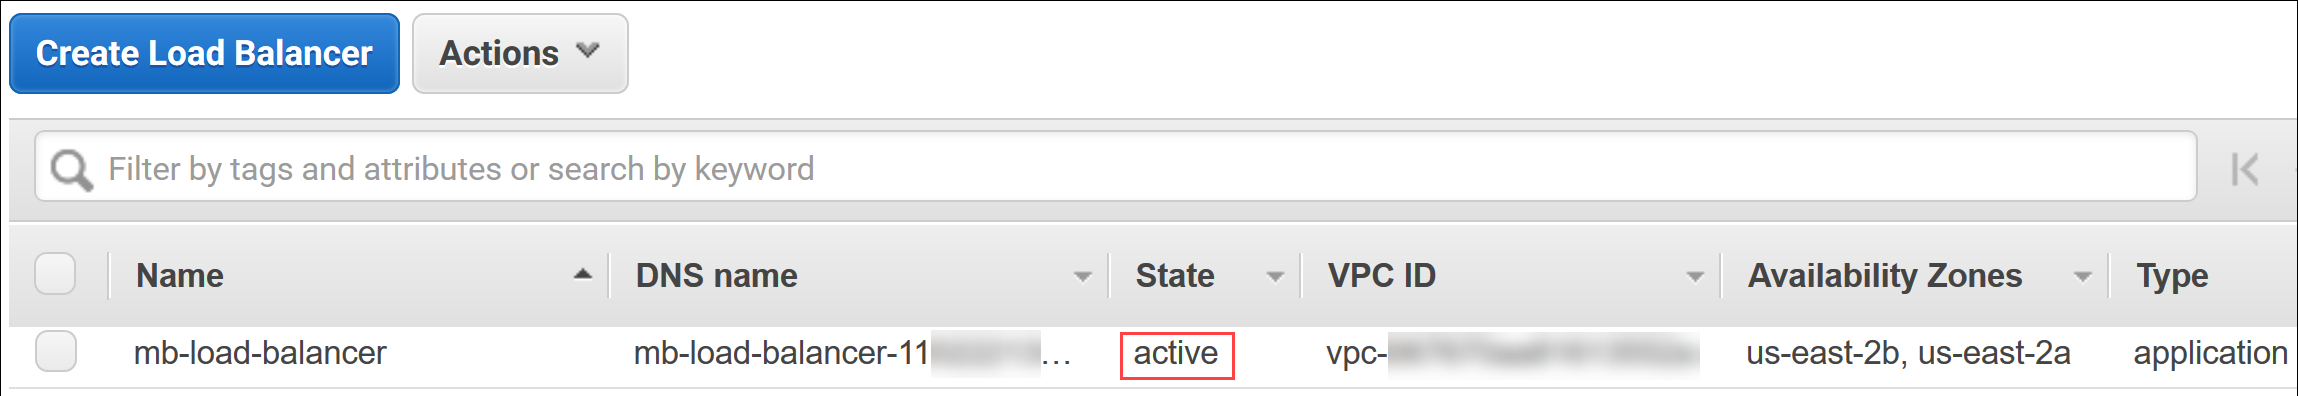 Create Load Balancer Actions
Filter by tags and attributes or search by keyword
Name DNS name State VPC ID Availability Zones Type
mb-load-balancer mb-load-balancer-11 ... active vpc- us-east-2b, us-east-2a application